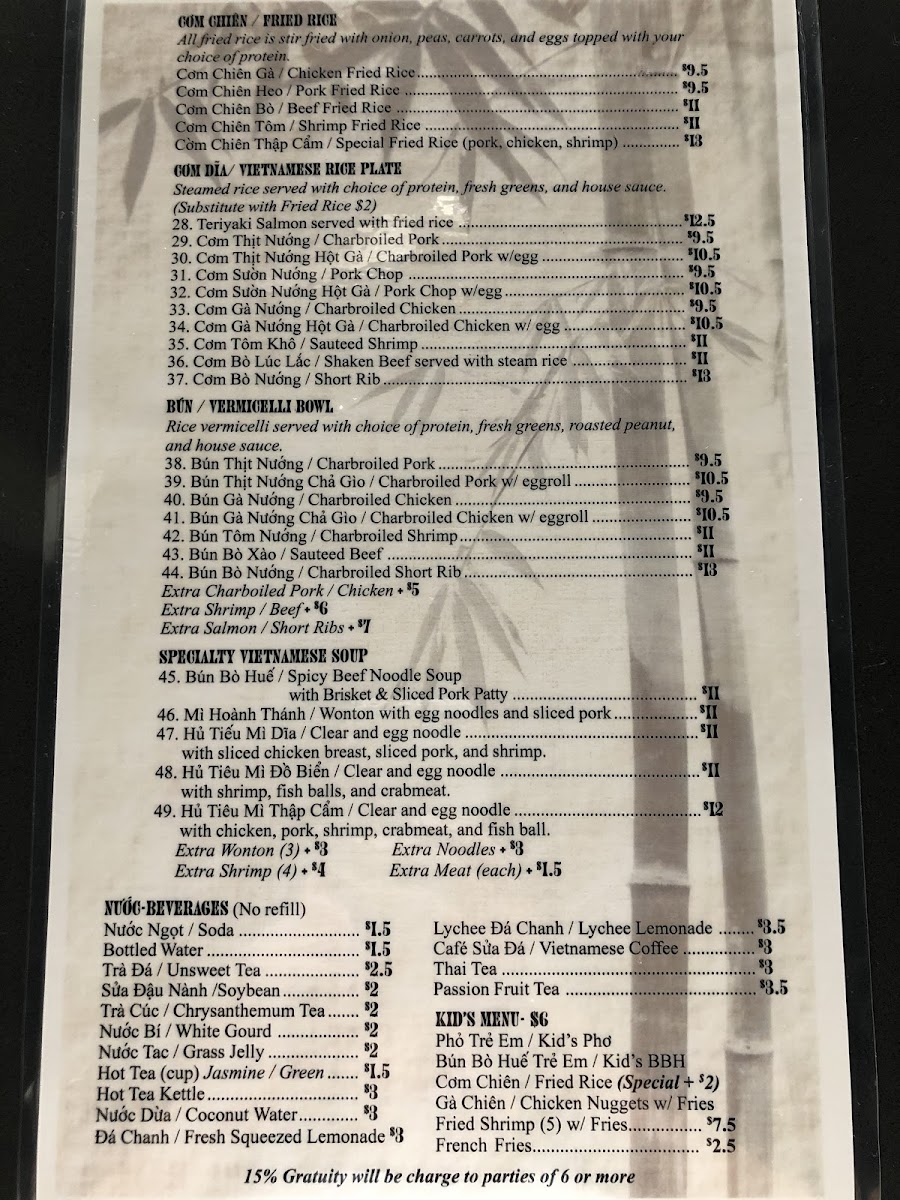 CƠM CHIÊN / FRIED RICE
All fried rice is stir fried with onion, peas, carrots, and eggs topped with your
choice of protein.
Cơm Chiên Gà / Chicken Fried Rice $9.5
Cơm Chiên Heo / Pork Fried Rice $9.5
Cơm Chiên Bò / Beef Fried Rice $11
Cơm Chiên Tôm / Shrimp Fried Rice $11
Còm Chiên Thập Cẩm / Special Fried Rice (pork, chicken, shrimp) $13
CƠM DĨA/ VIETNAMESE RICE PLATE
Steamed rice served with choice of protein, fresh greens, and house sauce.
(Substitute with Fried Rice $2)
28. Teriyaki Salmon served with fried rice $12.5
29. Cơm Thịt Nướng / Charbroiled Pork $9.5
30. Cơm Thịt Nướng Hột Gà / Charbroiled Pork w/egg $10.5
31. Cơm Sườn Nướng / Pork Chop $9.5
32. Cơm Sườn Nướng Hột Gà / Pork Chop w/egg $10.5
33. Cơm Gà Nướng / Charbroiled Chicken $9.5
34. Cơm Gà Nướng Hột Gà / Charbroiled Chicken w/ egg $10.5
35. Cơm Tôm Khô / Sauteed Shrimp $11
36. Cơm Bò Lúc Lắc / Shaken Beef served with steam rice $11
37. Cơm Bò Nướng / Short Rib $13
BÚN / VERMICELLI BOWL
Rice vermicelli served with choice of protein, fresh greens, roasted peanut,
and house sauce.
38. Bún Thịt Nướng / Charbroiled Pork $9.5
39. Bún Thịt Nướng Chả Gìo / Charbroiled Pork w/ eggroll $10.5
40. Bún Gà Nướng / Charbroiled Chicken $9.5
41. Bún Gà Nướng Chả Gìo / Charbroiled Chicken w/ eggroll $10.5
42. Bún Tôm Nướng / Charbroiled Shrimp $11
43. Bún Bò Xào / Sauteed Beef $11
44. Bún Bò Nướng / Charbroiled Short Rib $13
Extra Charboiled Pork / Chicken + $5
Extra Shrimp / Beef + $6
Extra Salmon / Short Ribs + $7
SPECIALTY VIETNAMESE SOUP
45. Bún Bò Huế / Spicy Beef Noodle Soup
with Brisket & Sliced Pork Patty $11
46. Mì Hoành Thánh / Wonton with egg noodles and sliced pork $11
47. Hủ Tiếu Mì Dĩa / Clear and egg noodle $11
with sliced chicken breast, sliced pork, and shrimp.
48. Hủ Tiêu Mì Đồ Biển / Clear and egg noodle $11
with shrimp, fish balls, and crabmeat.
49. Hủ Tiêu Mì Thập Cẩm / Clear and egg noodle $12
with chicken, pork, shrimp, crabmeat, and fish ball.
Extra Wonton (3) + $3 Extra Noodles + $3
Extra Shrimp (4) + $4 Extra Meat (each) + $1.5
NƯỚC-BEVERAGES (No refill)
Nước Ngọt / Soda $1.5
Bottled Water $1.5
Trà Đá / Unsweet Tea $2.5
Sửa Đậu Nành /Soybean $2
Trà Cúc / Chrysanthemum Tea $2
Nước Bí / White Gourd $2
Nước Tac / Grass Jelly $2
Hot Tea (cup) Jasmine / Green $1.5
Hot Tea Kettle $3
Nước Dừa / Coconut Water $3
Đá Chanh / Fresh Squeezed Lemonade $3
Lychee Đá Chanh / Lychee Lemonade $3.5
Café Sửa Đá / Vietnamese Coffee $3
Thai Tea $3
Passion Fruit Tea $3.5
KID'S MENU- $6
Phở Trẻ Em / Kid's Phơ
Bún Bò Huế Trẻ Em / Kid's BBH
Cơm Chiên / Fried Rice (Special + $2)
Gà Chiên / Chicken Nuggets w/ Fries
Fried Shrimp (5) w/ Fries $7.5
French Fries $2.5
15% Gratuity will be charge to parties of 6 or more